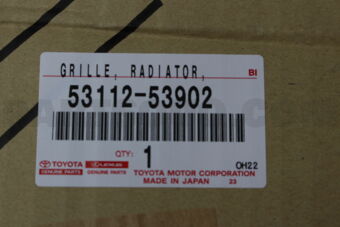 GRILLE, RADIATOR, BI
53112-53902
QTY: 1
OH22
TOYOTA LEXUS
GENUINE PARTS GENUINE PARTS
TOYOTA MOTOR CORPORATION
MADE IN JAPAN 23